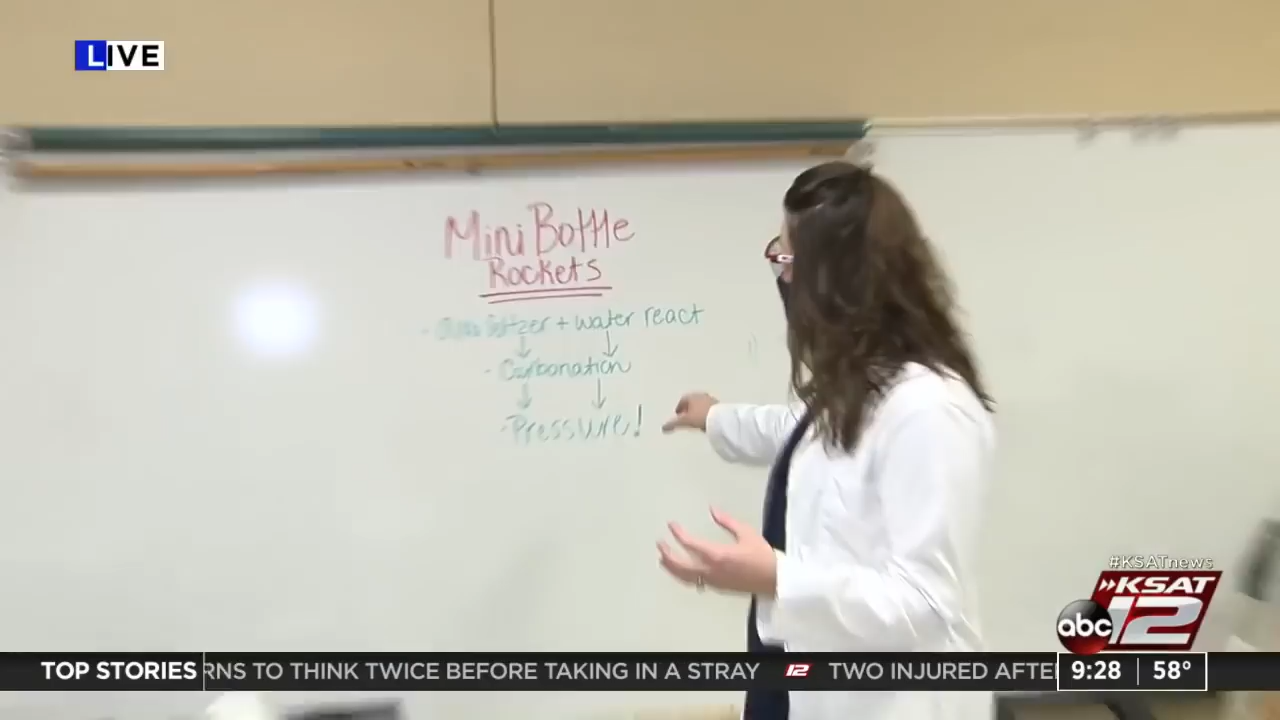 LIVE
Mini Bottle
Rockets
Seltzer + water react
- Carbonation
- Pressure!
#KSATnews
KSAT
abc 12
TOP STORIES RNS TO THINK TWICE BEFORE TAKING IN A STRAY 12 TWO INJURED AFTE 9:28 58°